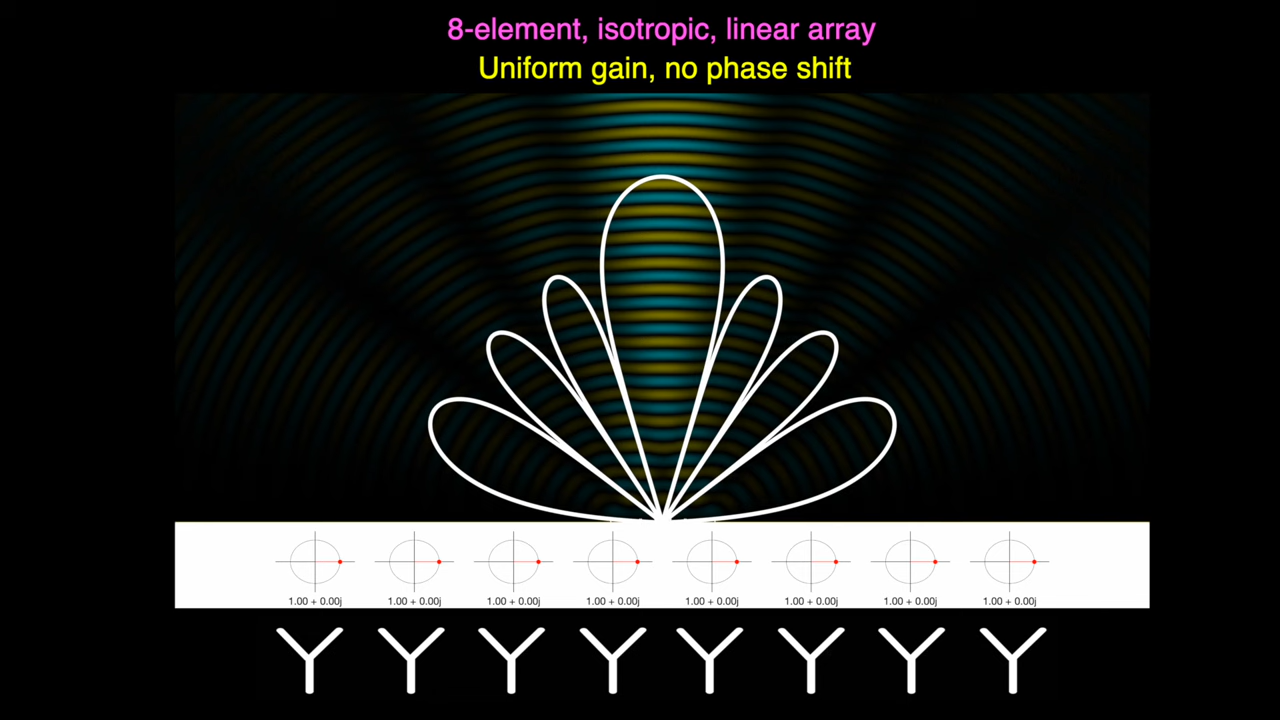 8-element, isotropic, linear array
Uniform gain, no phase shift
1.00 + 0.00j 1.00 + 0.00j 1.00 + 0.00j 1.00 + 0.00j 1.00 + 0.00j 1.00 + 0.00j 1.00 + 0.00j 1.00 + 0.00j